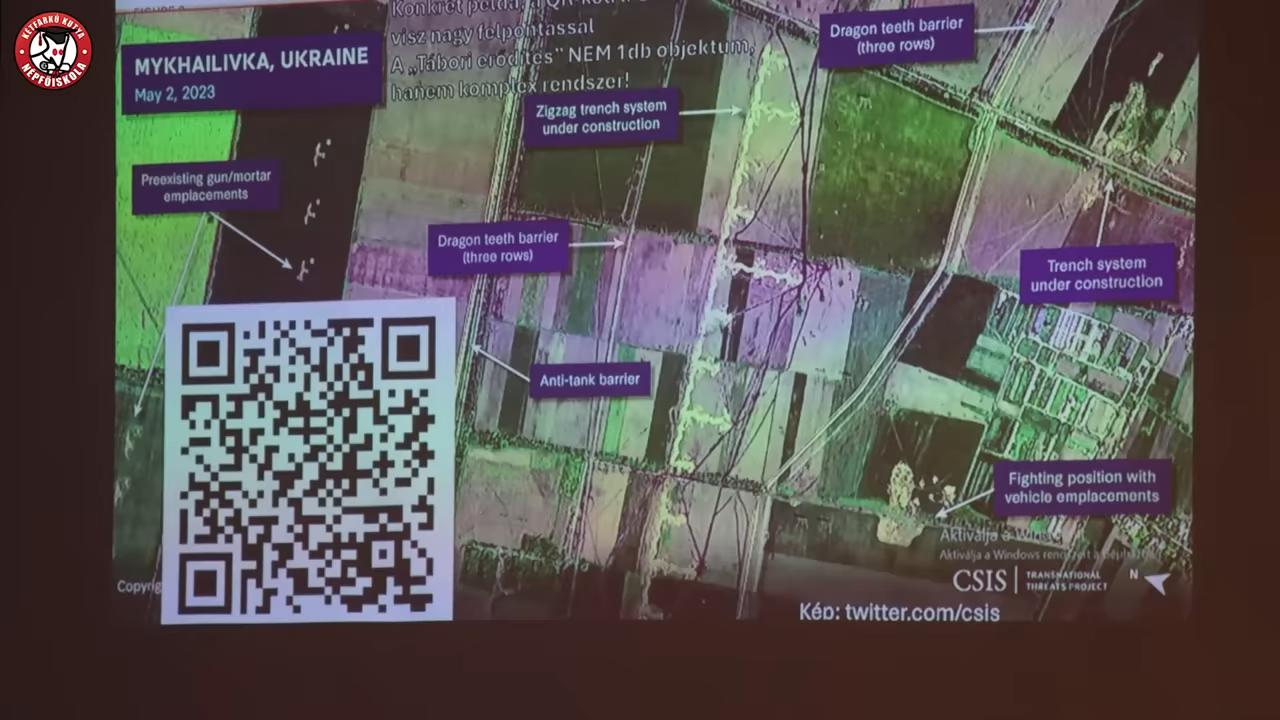 KÉTFARKÚ KUTYA
NÉPFŐISKOLA
MYKHAILIVKA, UKRAINE
May 2, 2023
visz nagy felbontással
A „Tábori erődítés” NEM 1db objektum,
hanem komplex rendszer!
Dragon teeth barrier
(three rows)
Zigzag trench system
under construction
Preexisting gun/mortar
emplacements
Dragon teeth barrier
(three rows)
Trench system
under construction
Anti-tank barrier
Fighting position with
vehicle emplacements
Aktiválja a
Aktiválja a Windows
CSIS
TRANSNATIONAL
THREATS PROJECT
N
Kép: twitter.com/csis